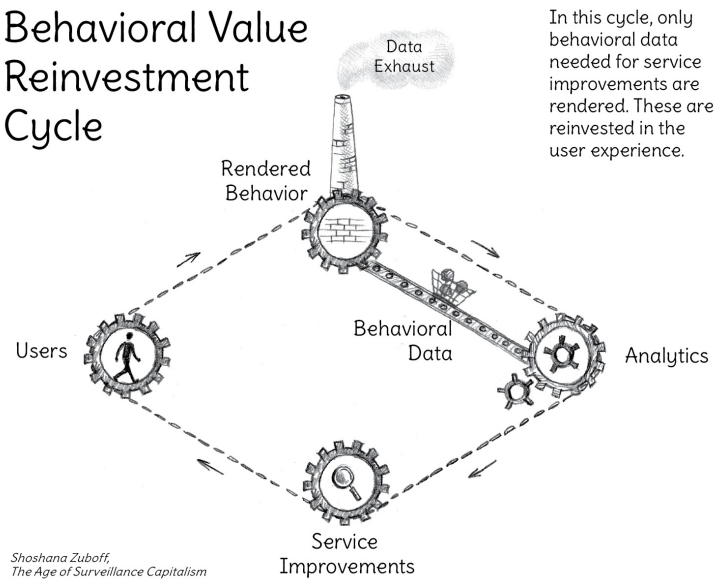 Behavioral Value
Reinvestment
Cycle
Data
Exhaust
In this cycle, only
behavioral data
needed for service
improvements are
rendered. These are
reinvested in the
user experience.
Rendered
Behavior
Behavioral
Data
Users
Analytics
Service
Improvements
Shoshana Zuboff,
The Age of Surveillance Capitalism